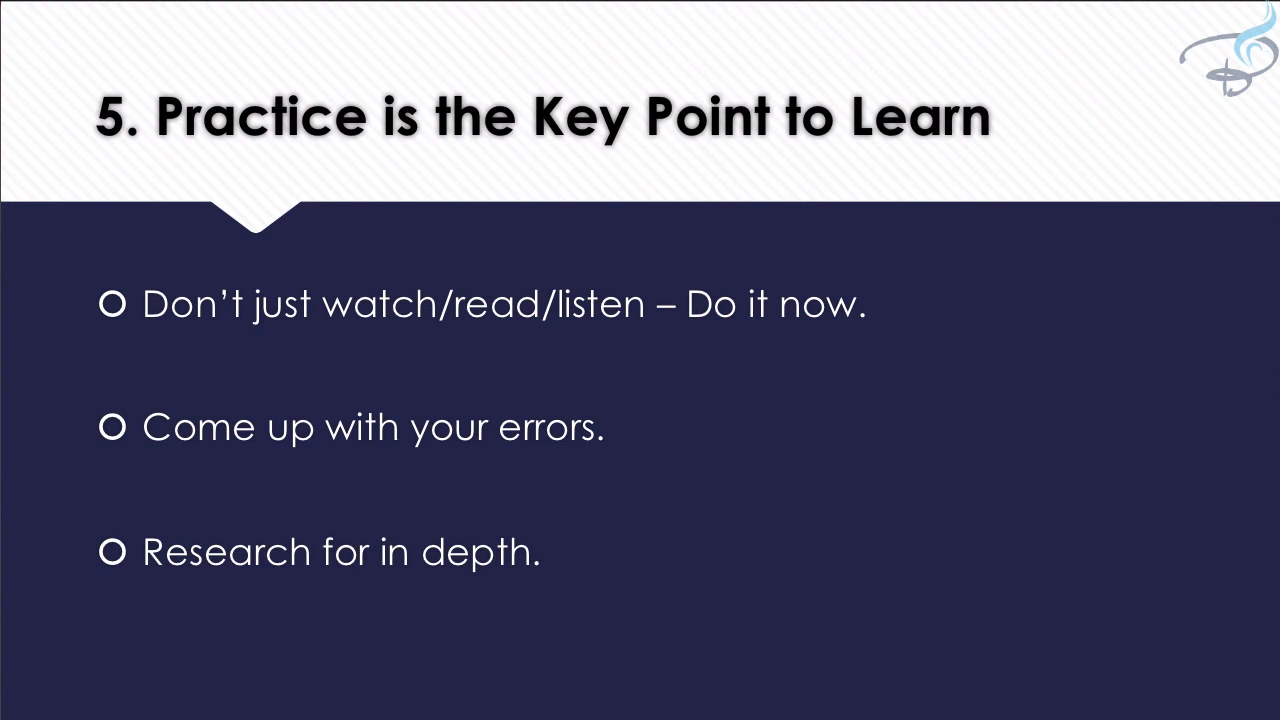 5. Practice is the Key Point to Learn
Don’t just watch/read/listen – Do it now.
Come up with your errors.
Research for in depth.